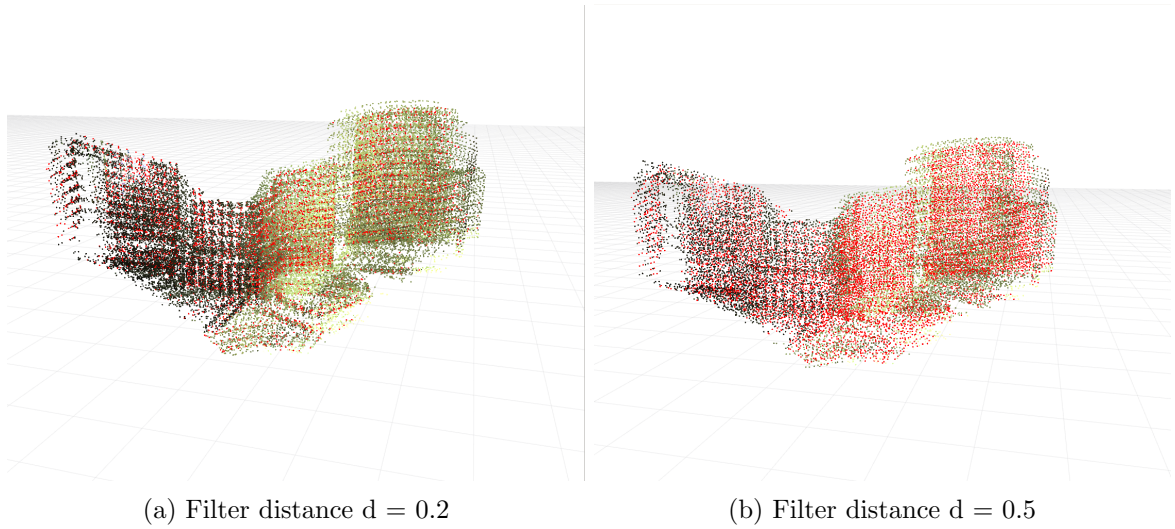 (a) Filter distance d = 0.2
(b) Filter distance d = 0.5